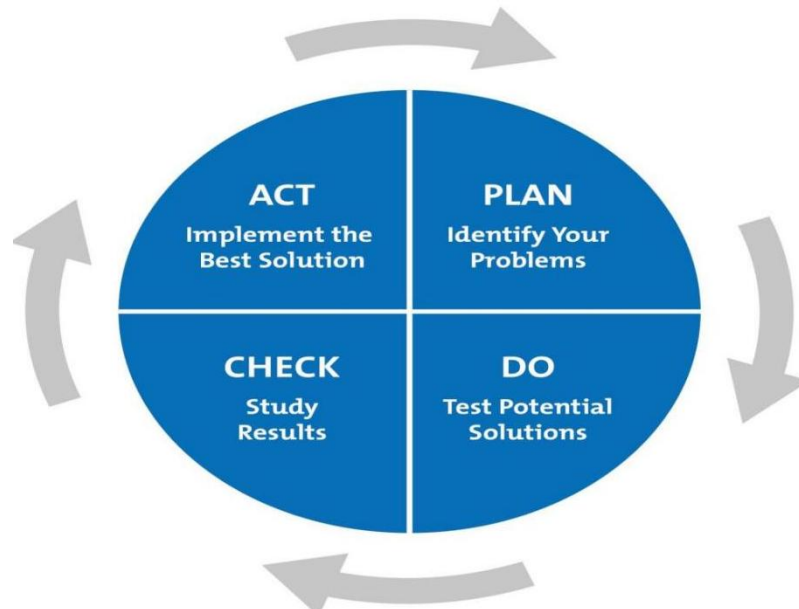 ACT
Implement the
Best Solution
PLAN
Identify Your
Problems
CHECK
Study
Results
DO
Test Potential
Solutions